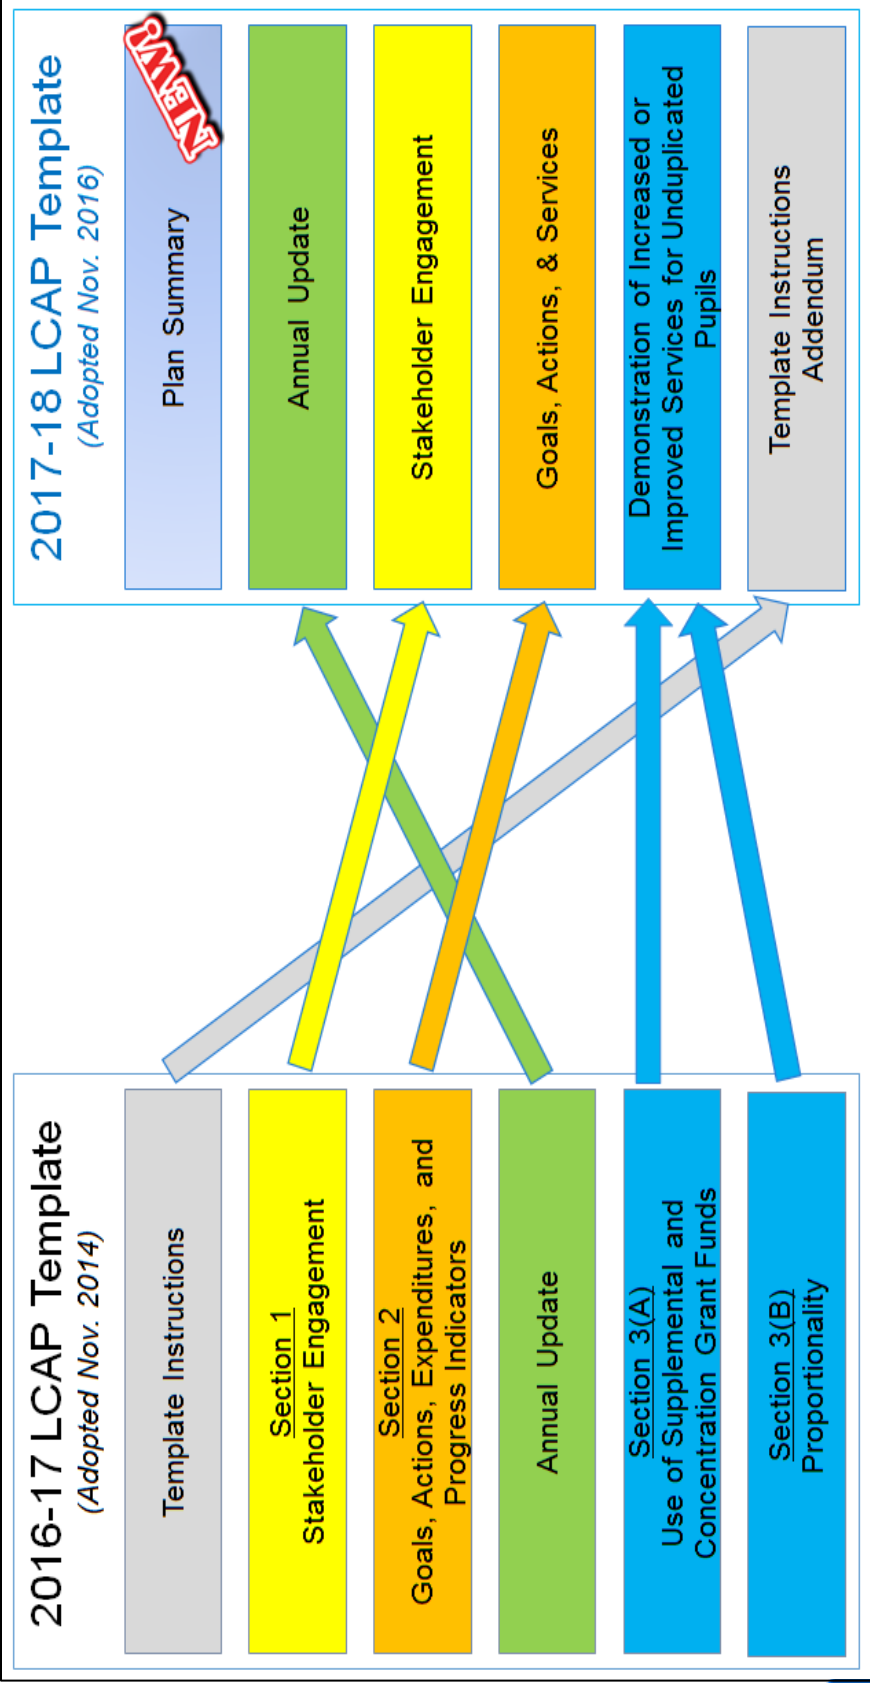 2016-17 LCAP Template
(Adopted Nov. 2014)
Template Instructions
Section 1
Stakeholder Engagement
Section 2
Goals, Actions, Expenditures, and
Progress Indicators
Annual Update
Section 3(A)
Use of Supplemental and
Concentration Grant Funds
Section 3(B)
Proportionality
2017-18 LCAP Template
(Adopted Nov. 2016)
Plan Summary
NEW!
Annual Update
Stakeholder Engagement
Goals, Actions, & Services
Demonstration of Increased or
Improved Services for Unduplicated
Pupils
Template Instructions
Addendum